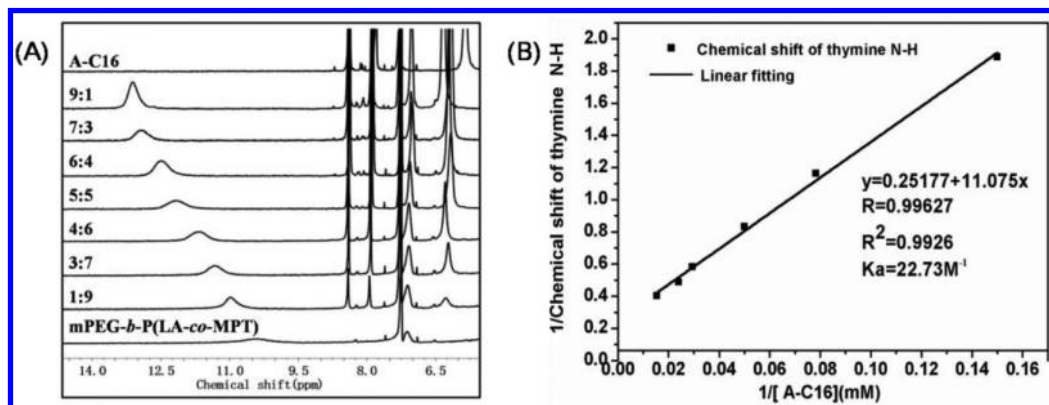 (A)
A-C16
9:1
7:3
6:4
5:5
4:6
3:7
1:9
mPEG-b-P(LA-co-MPT)
14.0 12.5 11.0 9.5 8.0 6.5
Chemical shift(ppm)
(B)
1/Chemical shift of thymine N-H
2.0
1.8
1.6
1.4
1.2
1.0
0.8
0.6
0.4
0.2
0.0
Chemical shift of thymine N-H
Linear fitting
y=0.25177+11.075x
R=0.99627
R²=0.9926
Ka=22.73M⁻¹
0.00 0.02 0.04 0.06 0.08 0.10 0.12 0.14 0.16
1/[ A-C16](mM)